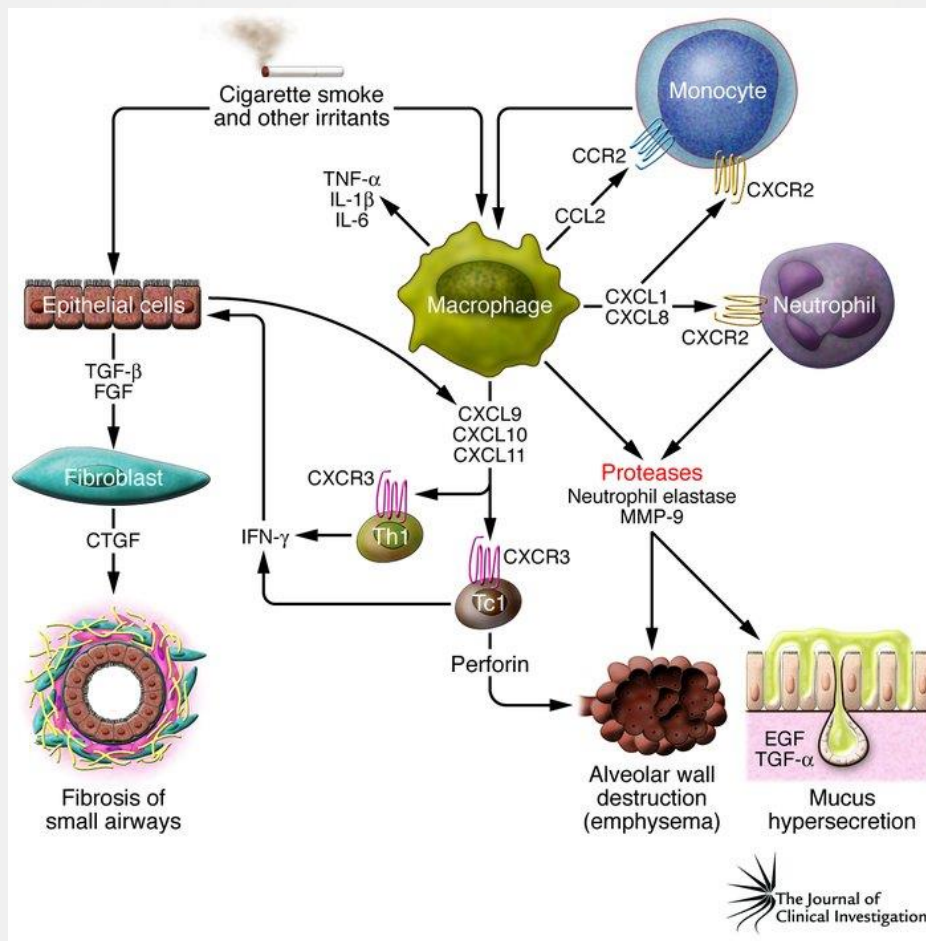 Cigarette smoke
and other irritants
Monocyte
CCR2
CXCR2
TNF-α
IL-1β
IL-6
CCL2
Epithelial cells
Macrophage
CXCL1
CXCL8
CXCR2
Neutrophil
TGF-β
FGF
CXCL9
CXCL10
CXCL11
Fibroblast
CXCR3
Proteases
Neutrophil elastase
MMP-9
CTGF
IFN-γ
Th1
CXCR3
Tc1
Perforin
EGF
TGF-α
Fibrosis of
small airways
Alveolar wall
destruction
(emphysema)
Mucus
hypersecretion
The Journal of
Clinical Investigation